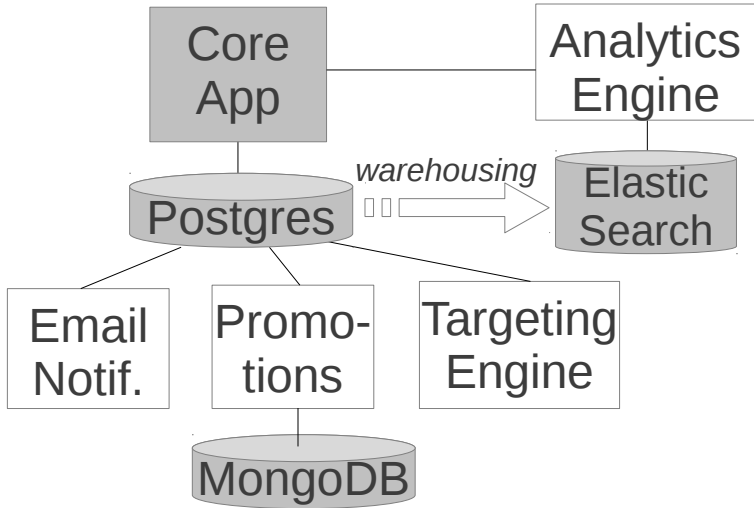 Core
App
Analytics
Engine
warehousing
Postgres
Elastic
Search
Email
Notif.
Promo-
tions
Targeting
Engine
MongoDB